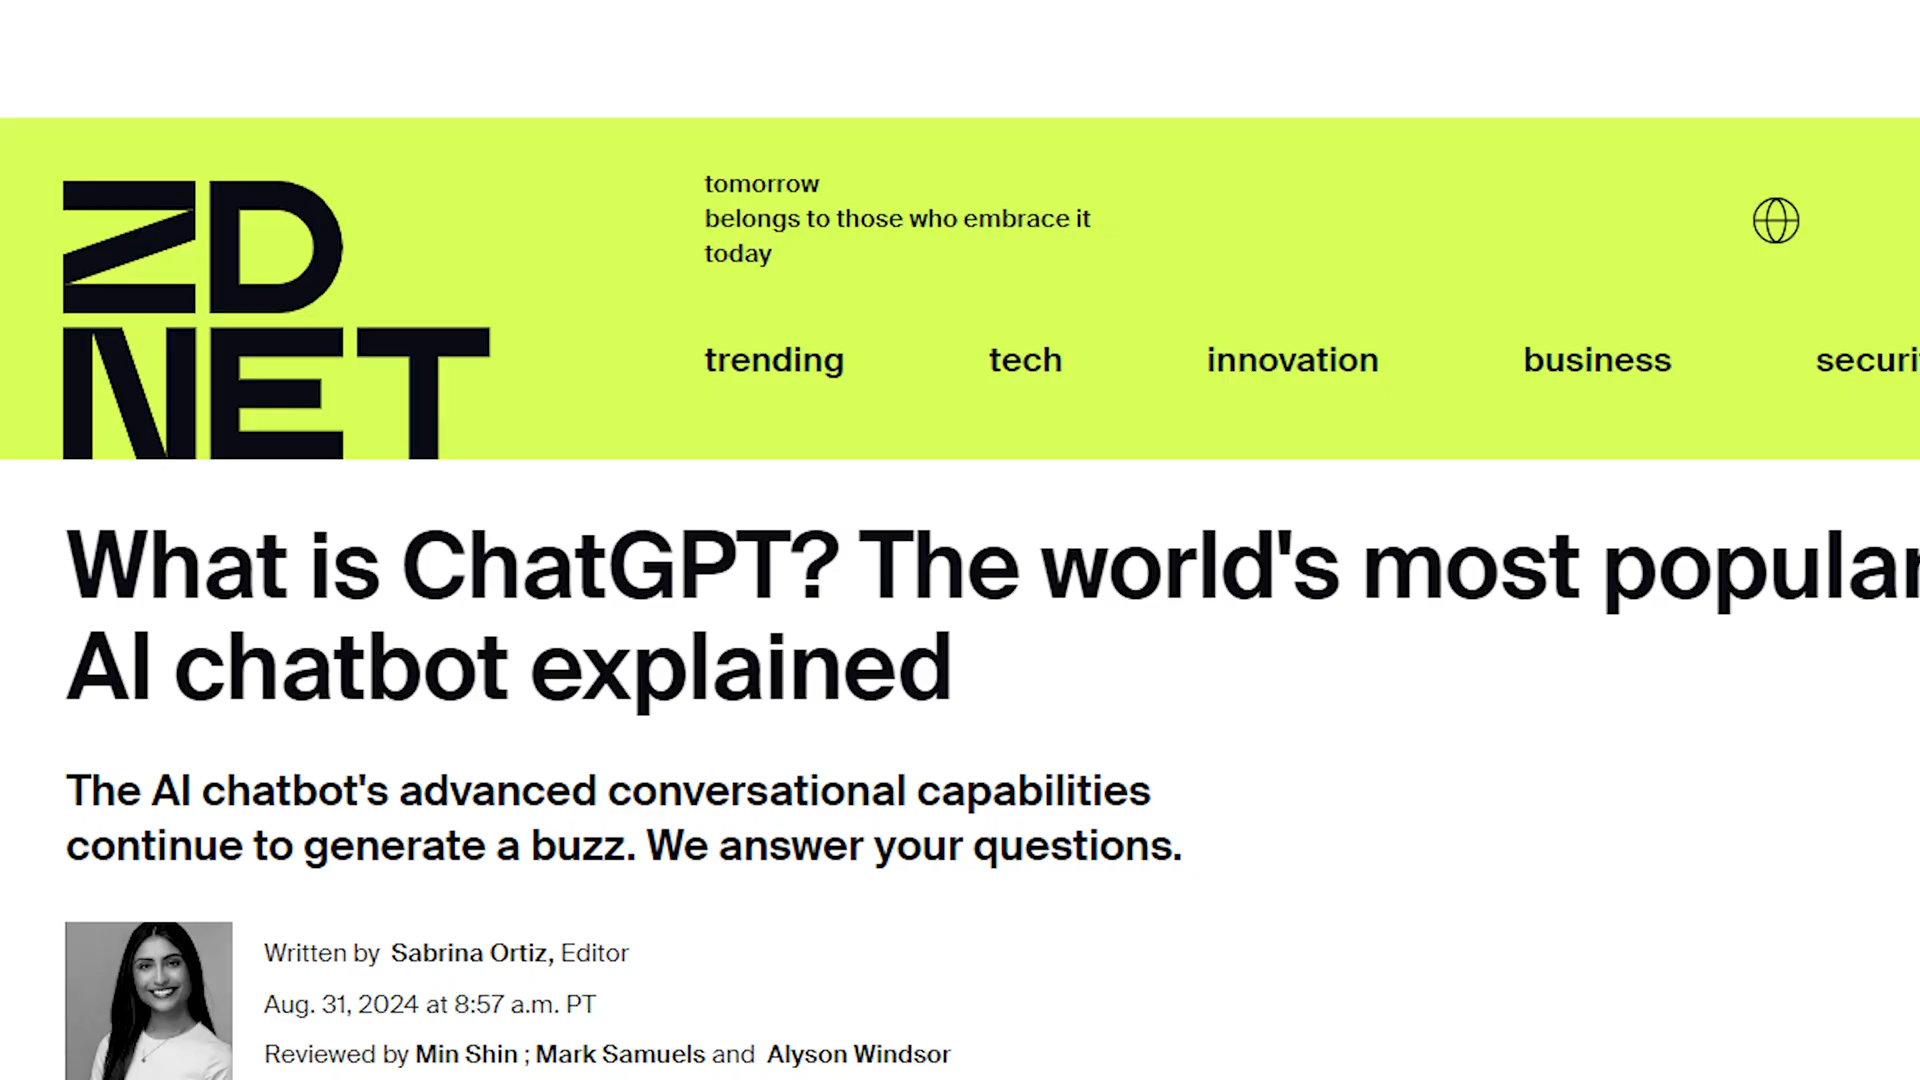 ZD
NET
tomorrow
belongs to those who embrace it
today
trending tech innovation business securi
What is ChatGPT? The world's most popular
AI chatbot explained
The AI chatbot's advanced conversational capabilities
continue to generate a buzz. We answer your questions.
Written by Sabrina Ortiz, Editor
Aug. 31, 2024 at 8:57 a.m. PT
Reviewed by Min Shin ; Mark Samuels and Alyson Windsor